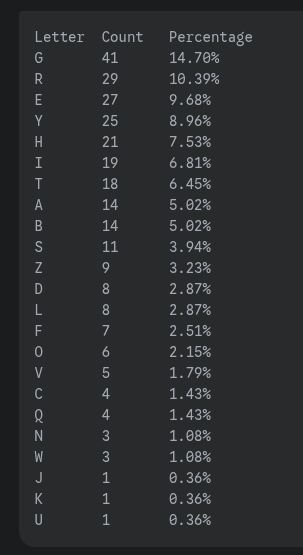 Letter Count Percentage
G 41 14.70%
R 29 10.39%
E 27 9.68%
Y 25 8.96%
H 21 7.53%
I 19 6.81%
T 18 6.45%
A 14 5.02%
B 14 5.02%
S 11 3.94%
Z 9 3.23%
D 8 2.87%
L 8 2.87%
F 7 2.51%
O 6 2.15%
V 5 1.79%
C 4 1.43%
Q 4 1.43%
N 3 1.08%
W 3 1.08%
J 1 0.36%
K 1 0.36%
U 1 0.36%